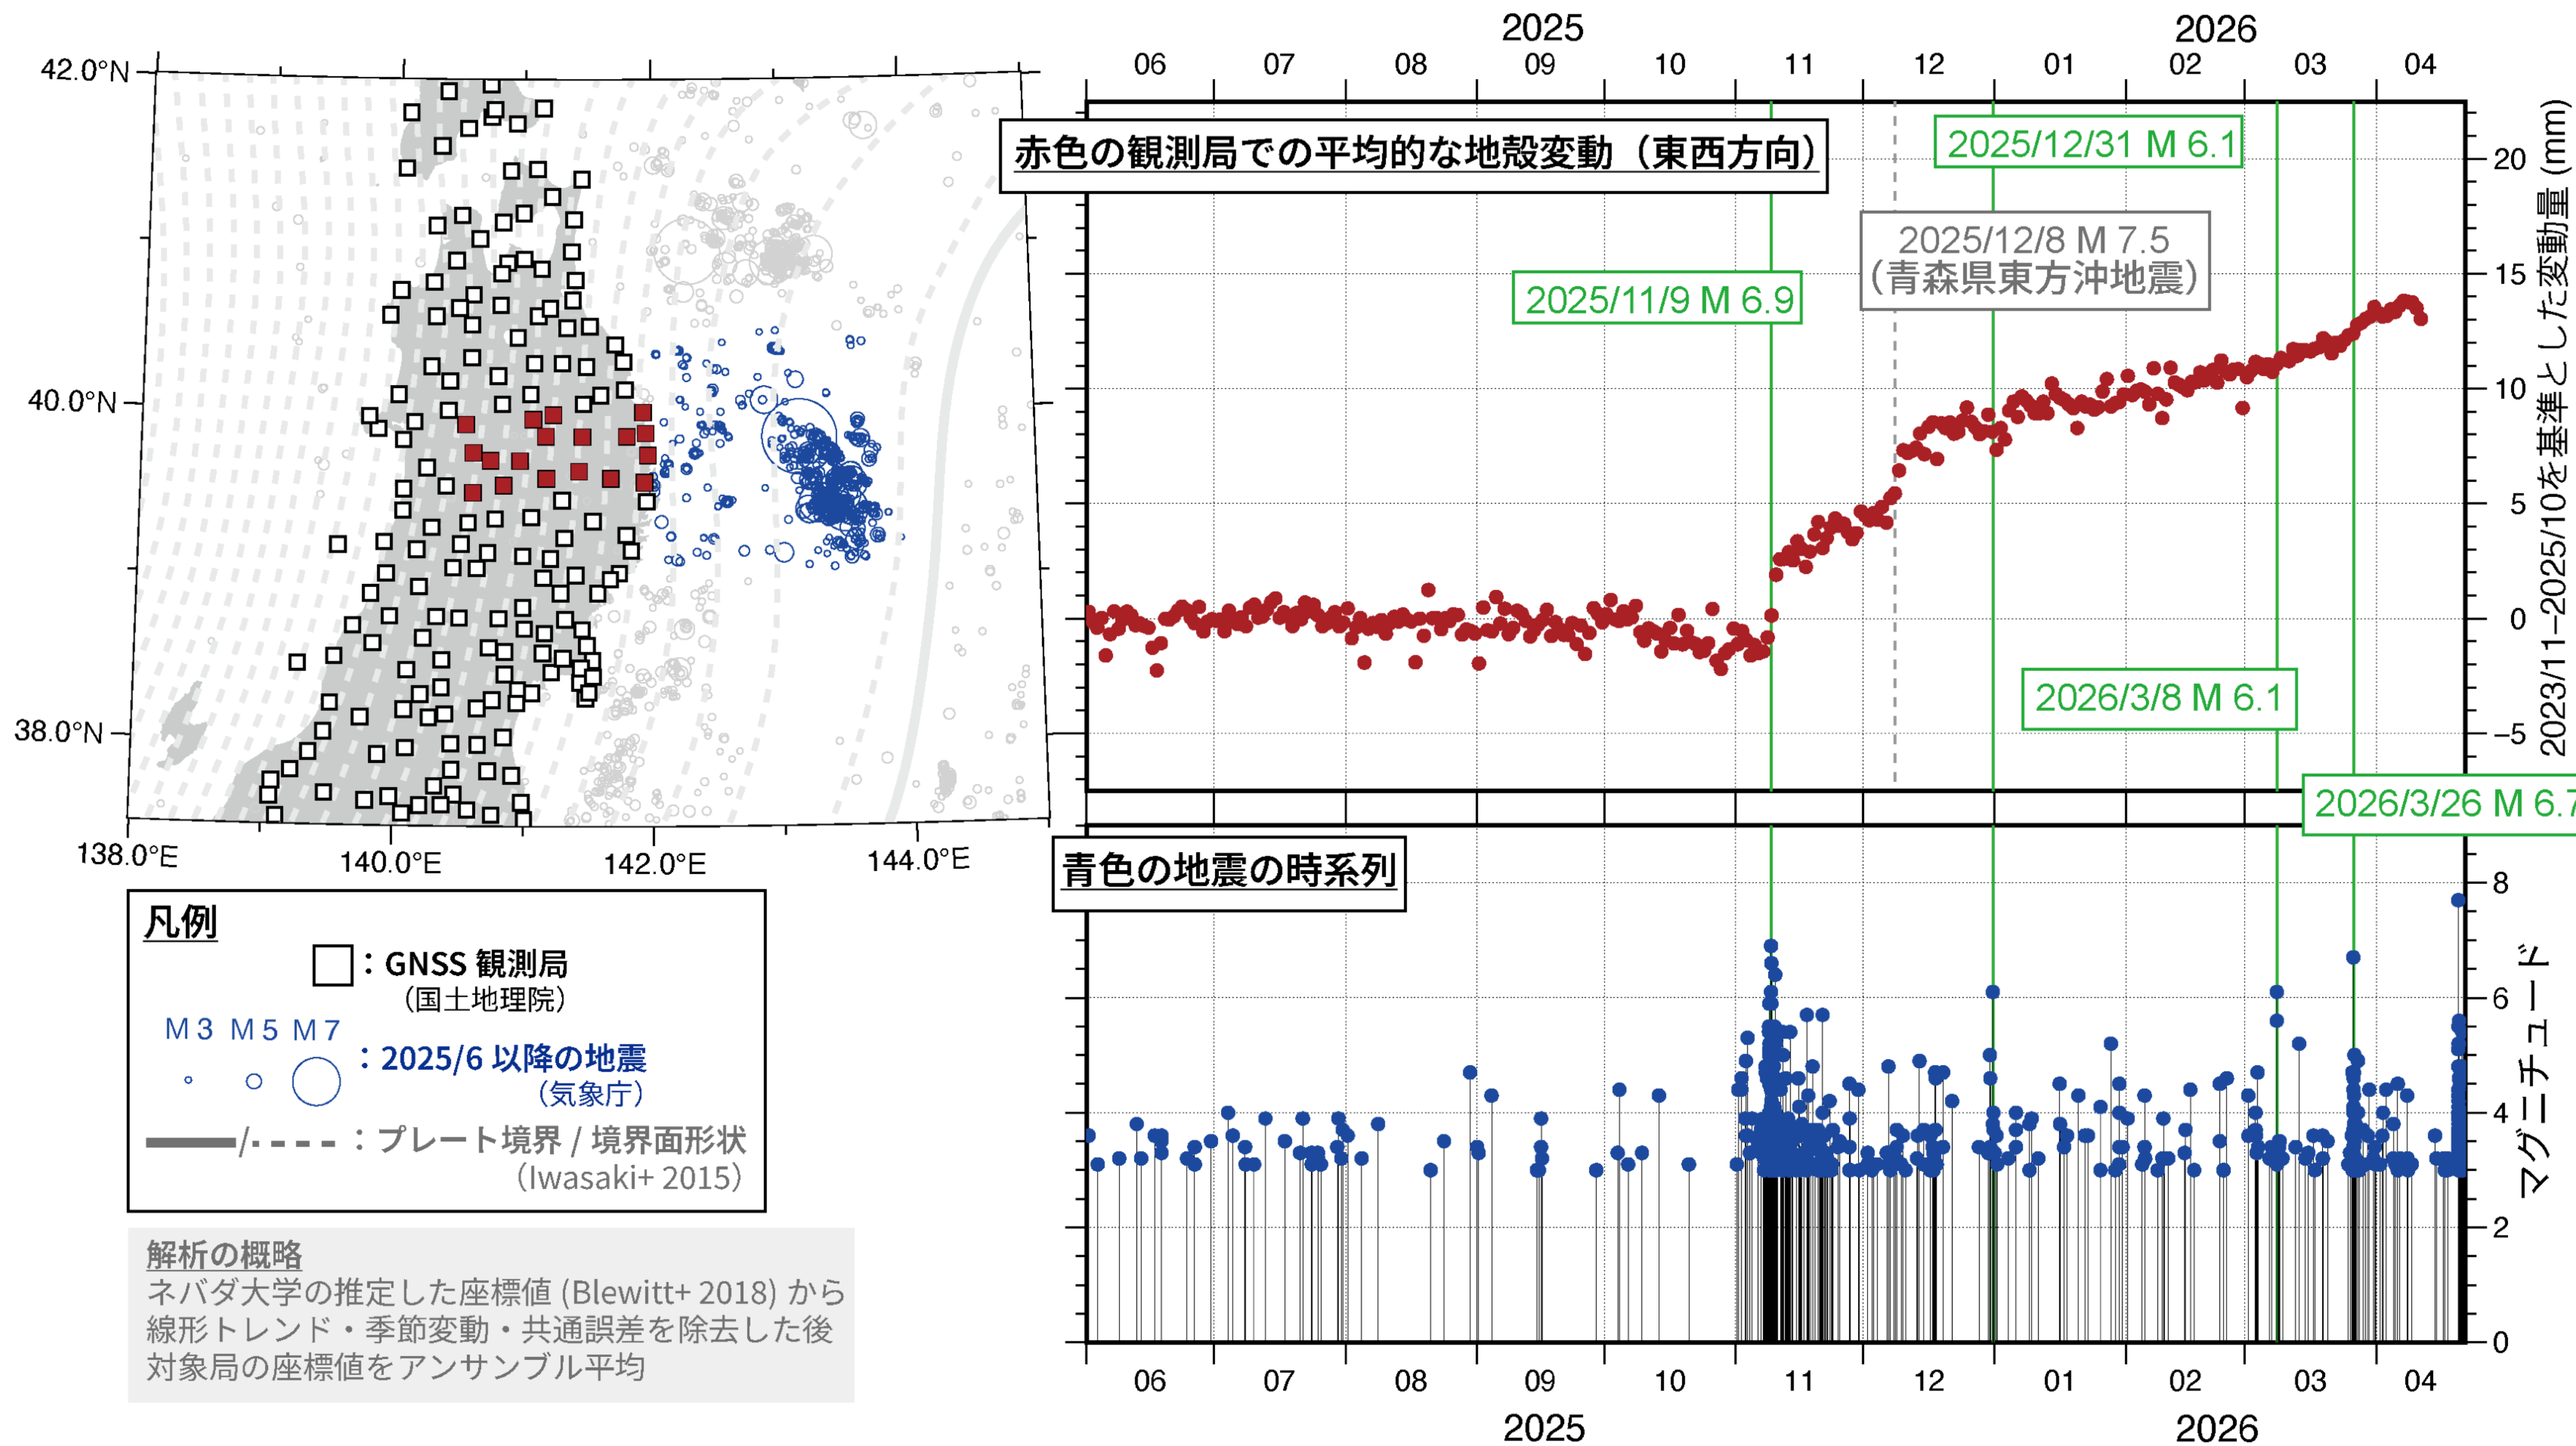 2025
2026
06 07 08 09 10 11 12 01 02 03 04
42.0°N
40.0°N
38.0°N
138.0°E 140.0°E 142.0°E 144.0°E
赤色の観測局での平均的な地殻変動（東西方向）
2025/12/31 M 6.1
2025/12/8 M 7.5
（青森県東方沖地震）
2025/11/9 M 6.9
2026/3/8 M 6.1
2026/3/26 M 6.7
20
15
10
5
0
−5
2023/11−2025/10を基準とした変動量 (mm)
青色の地震の時系列
8
6
4
2
0
マグニチュード
06 07 08 09 10 11 12 01 02 03 04
2025
2026
凡例
：GNSS 観測局
（国土地理院）
M 3 M 5 M 7
：2025/6 以降の地震
（気象庁）
/ ：プレート境界 / 境界面形状
（Iwasaki+ 2015）
解析の概略
ネバダ大学の推定した座標値 (Blewitt+ 2018) から
線形トレンド・季節変動・共通誤差を除去した後
対象局の座標値をアンサンブル平均